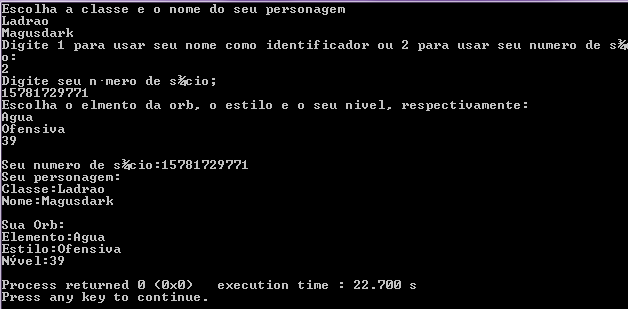 Escolha a classe e o nome do seu personagem
Ladrao
Magusdark
Digite 1 para usar seu nome como identificador ou 2 para usar seu numero de s¾ci
o:
2
Digite seu n·mero de s¾cio;
15781729771
Escolha o elmento da orb, o estilo e o seu nivel, respectivamente:
Agua
Ofensiva
39
Seu numero de s¾cio:15781729771
Seu personagem:
Classe:Ladrao
Nome:Magusdark
Sua Orb:
Elemento:Agua
Estilo:Ofensiva
NÝvel:39
Process returned 0 (0x0)   execution time : 22.700 s
Press any key to continue.